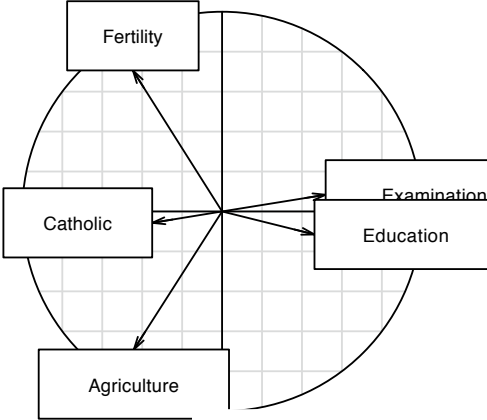 Fertility
Examination
Catholic
Education
Agriculture